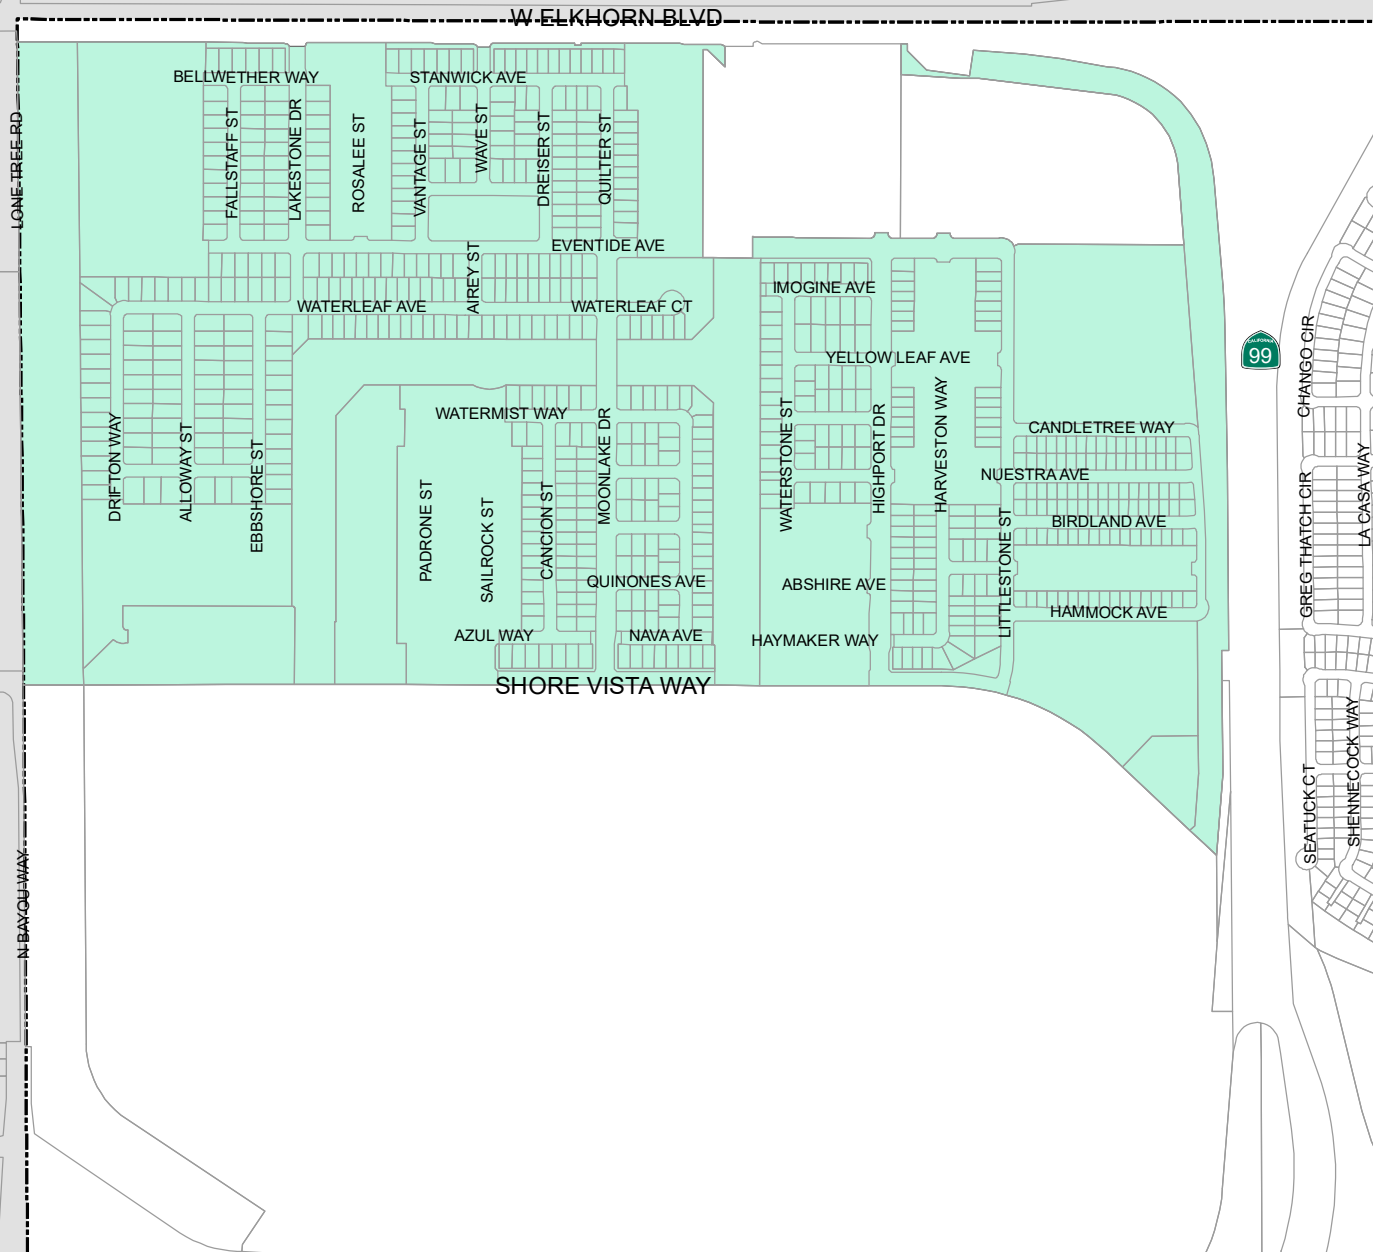 W ELKHORN BLVD
BELLWETHER WAY
STANWICK AVE
LONE TREE RD
FALLSTAFF ST
LAKESTONE DR
ROSALEE ST
VANTAGE ST
WAVE ST
DREISER ST
QUILTER ST
EVENTIDE AVE
AIREY ST
WATERLEAF AVE
WATERLEAF CT
IMOGINE AVE
YELLOW LEAF AVE
CALIFORNIA
99
CHANGO CIR
WATERMIST WAY
DRIFTON WAY
ALLOWAY ST
EBBSHORE ST
PADRONE ST
SAILROCK ST
CANCION ST
MOONLAKE DR
WATERSTONE ST
HIGHPORT DR
HARVESTON WAY
CANDLETREE WAY
NUESTRA AVE
BIRDLAND AVE
LITTLESTONE ST
GREG THATCH CIR
LA CASA WAY
QUINONES AVE
ABSHIRE AVE
HAMMOCK AVE
AZUL WAY
NAVA AVE
HAYMAKER WAY
SHORE VISTA WAY
SEATUCK CT
SHENNECOCK WAY
N BAYOU WAY